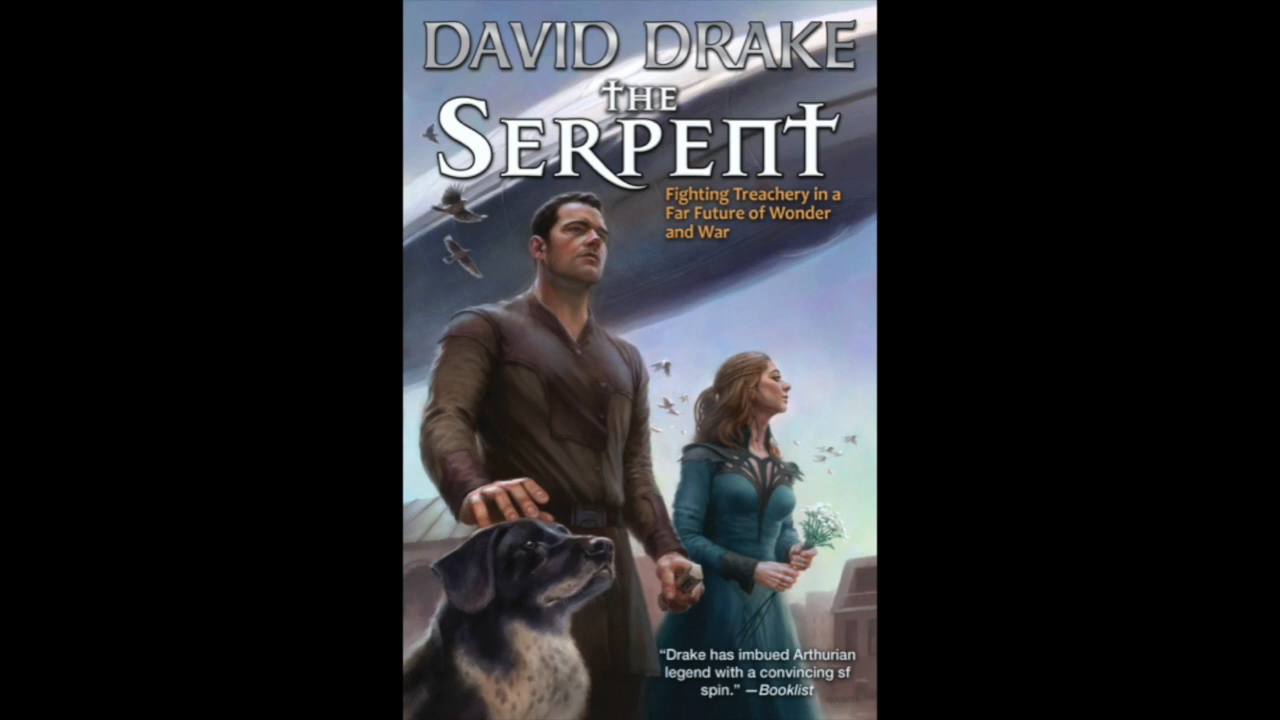 DAVID DRAKE
THE
SERPENT
Fighting Treachery in a
Far Future of Wonder
and War
“Drake has imbued Arthurian
legend with a convincing sf
spin.” —Booklist